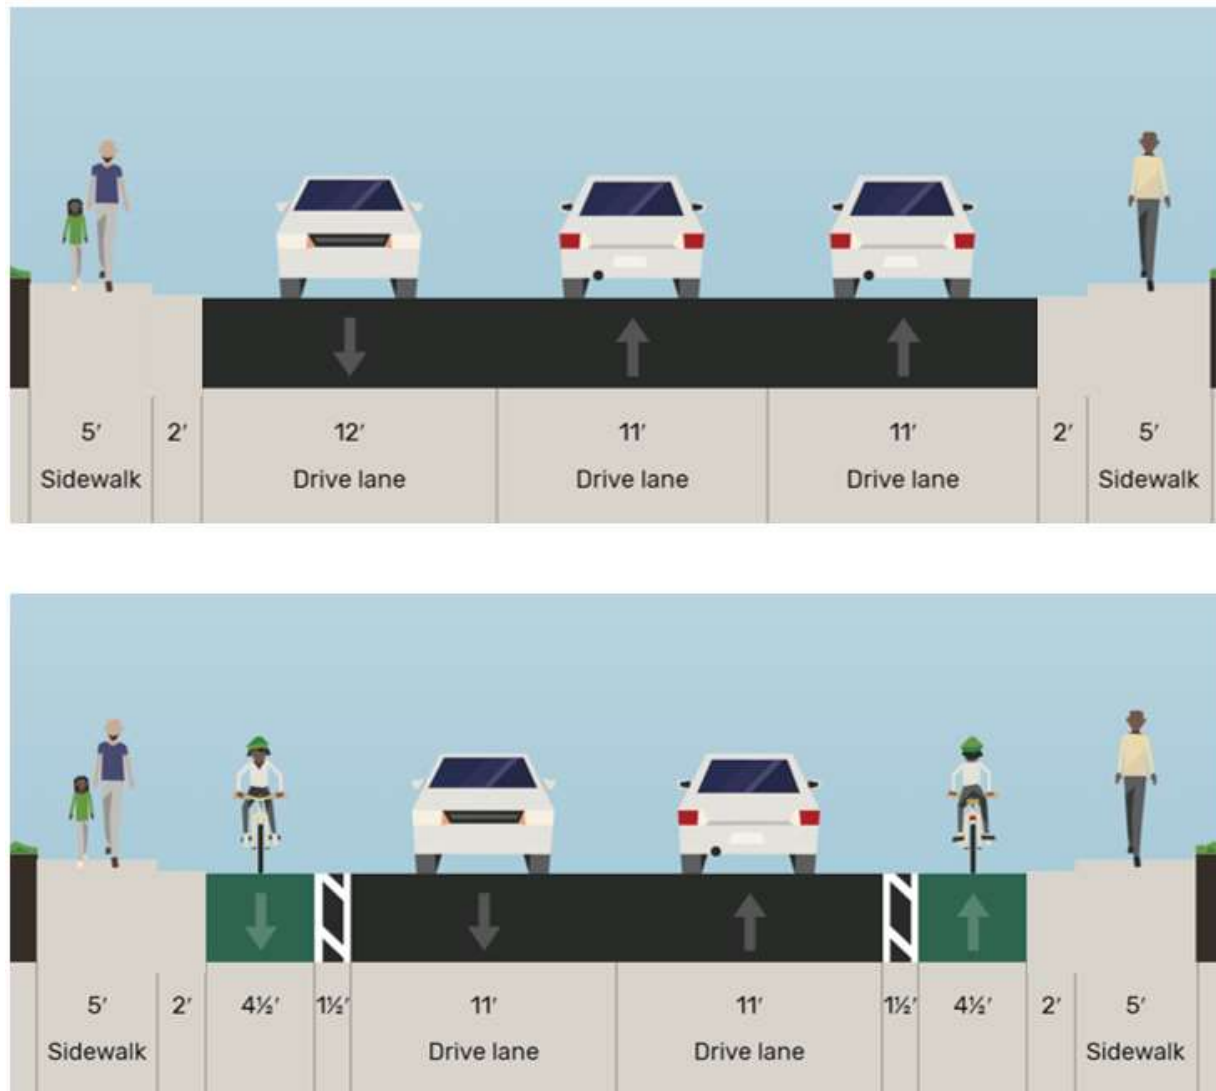 5′ 2′ 12′ 11′ 11′ 2′ 5′
Sidewalk Drive lane Drive lane Drive lane Sidewalk
5′ 2′ 4½′ 1½′ 11′ 11′ 1½′ 4½′ 2′ 5′
Sidewalk Drive lane Drive lane Sidewalk